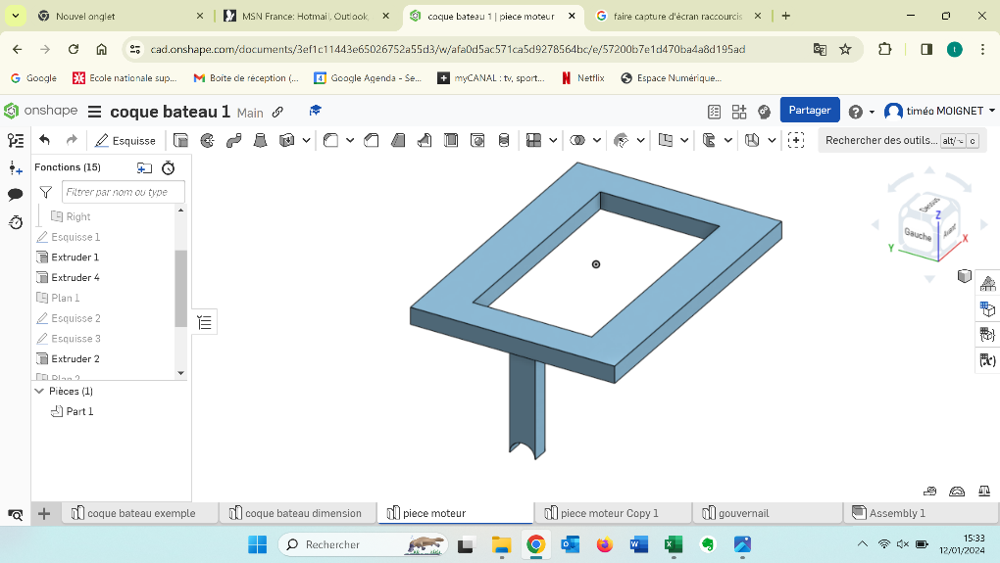 Nouvel onglet
MSN France: Hotmail, Outlook,
coque bateau 1 | piece moteur
faire capture d'écran raccourcis
cad.onshape.com/documents/3ef1c11443e65026752a55d3/w/afa0d5ac571ca5d9278564bc/e/57200b7e1d470ba4a8d195ad
t
Google
Ecole nationale sup...
Boîte de réception (...
Google Agenda - Se...
myCANAL : tv, sport...
Netflix
Espace Numérique...
onshape
coque bateau 1
Main
Partager
timéo MOIGNET
Esquisse
Rechercher des outils...
alt/⌥
c
Fonctions (15)
Filtrer par nom ou type
Right
Esquisse 1
Extruder 1
Extruder 4
Plan 1
Esquisse 2
Esquisse 3
Extruder 2
Plan 2
Pièces (1)
Part 1
Dessus
Gauche
Avant
Z
Y
X
coque bateau exemple
coque bateau dimension
piece moteur
piece moteur Copy 1
gouvernail
Assembly 1
Rechercher
15:33
12/01/2024